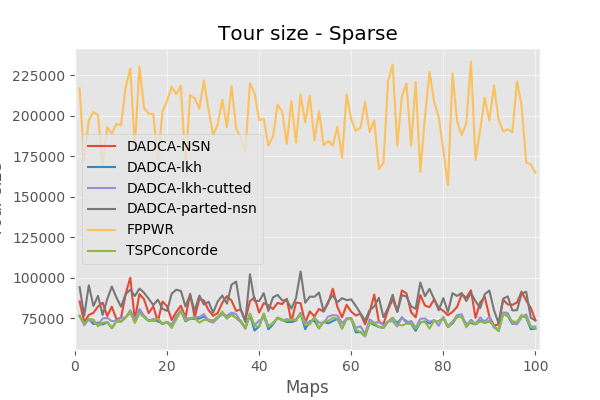 Tour size - Sparse
225000
200000
175000
150000
125000
100000
75000
DADCA-NSN
DADCA-lkh
DADCA-lkh-cutted
DADCA-parted-nsn
FPPWR
TSPConcorde
0 20 40 60 80 100
Maps